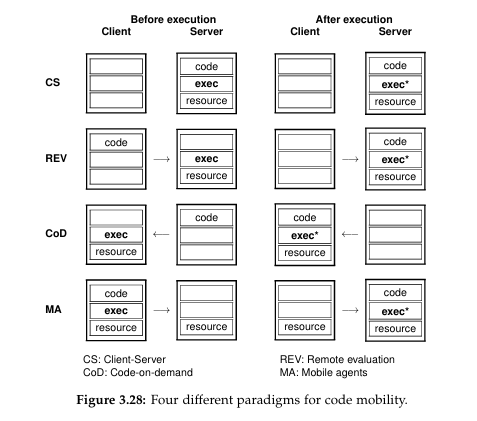 Before execution After execution
Client Server Client Server
CS
code code
exec exec*
resource resource
REV
code code
→ exec → exec*
resource resource
CoD
code code
exec ← exec* ←
resource resource
MA
code code
exec → → exec*
resource resource resource
CS: Client-Server REV: Remote evaluation
CoD: Code-on-demand MA: Mobile agents
Figure 3.28: Four different paradigms for code mobility.